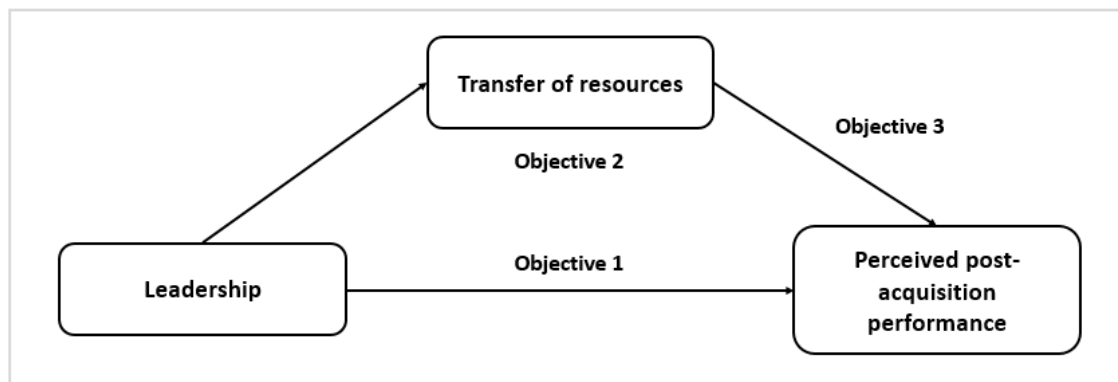 Transfer of resources
Objective 3
Objective 2
Leadership
Objective 1
Perceived post-
acquisition
performance